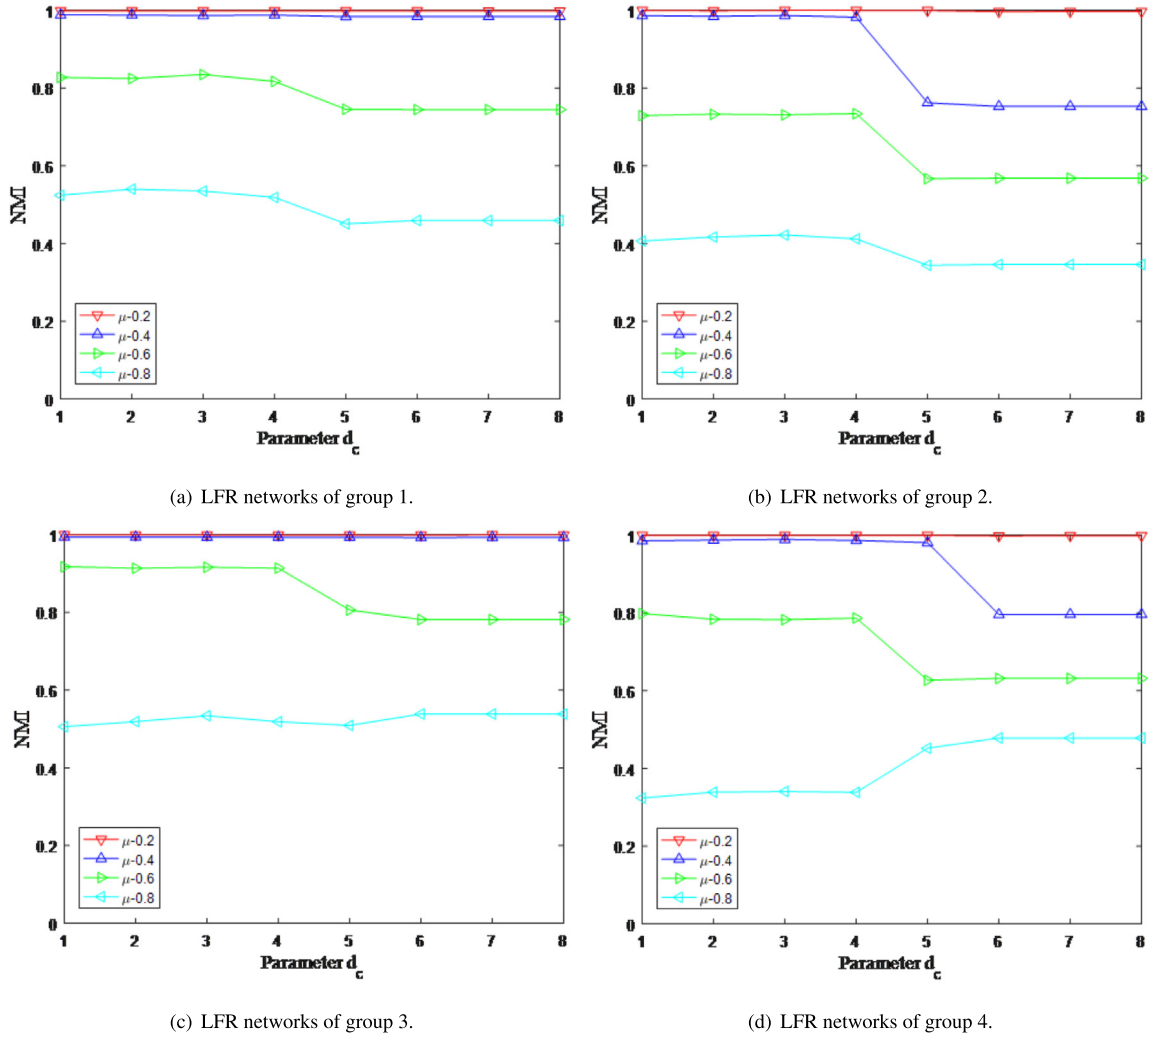 1
0.8
0.6
0.4
0.2
0
NMI
μ-0.2
μ-0.4
μ-0.6
μ-0.8
1 2 3 4 5 6 7 8
Parameter d_c
(a) LFR networks of group 1.
1
0.8
0.6
0.4
0.2
0
NMI
μ-0.2
μ-0.4
μ-0.6
μ-0.8
1 2 3 4 5 6 7 8
Parameter d_c
(b) LFR networks of group 2.
1
0.8
0.6
0.4
0.2
0
NMI
μ-0.2
μ-0.4
μ-0.6
μ-0.8
1 2 3 4 5 6 7 8
Parameter d_c
(c) LFR networks of group 3.
1
0.8
0.6
0.4
0.2
0
NMI
μ-0.2
μ-0.4
μ-0.6
μ-0.8
1 2 3 4 5 6 7 8
Parameter d_c
(d) LFR networks of group 4.